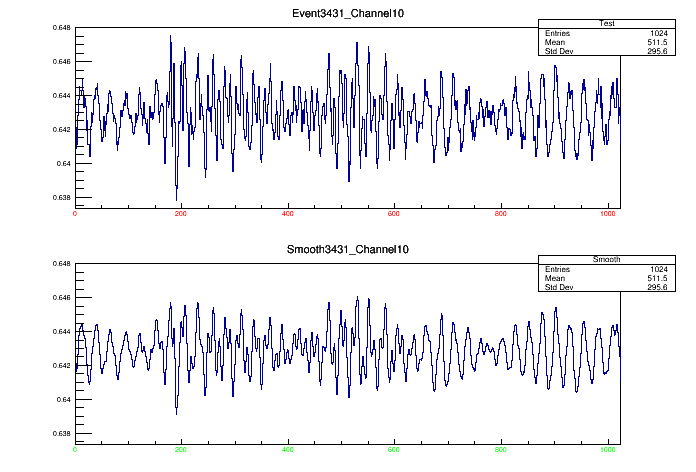 Event3431_Channel10
Test
Entries 1024
Mean 511.5
Std Dev 295.6
0.648
0.646
0.644
0.642
0.64
0.638
0 200 400 600 800 1000
Smooth3431_Channel10
Smooth
Entries 1024
Mean 511.5
Std Dev 295.6
0.648
0.646
0.644
0.642
0.64
0.638
0 200 400 600 800 1000